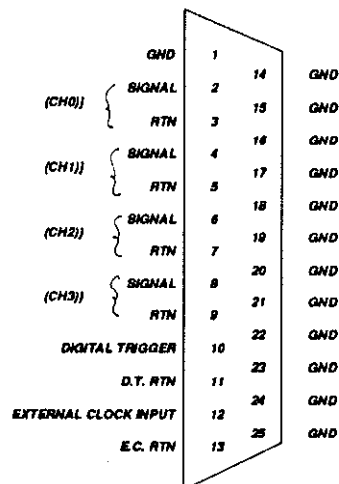 GND 1
14 GND
(CH0)} SIGNAL 2
15 GND
RTN 3
16 GND
(CH1)} SIGNAL 4
17 GND
RTN 5
18 GND
(CH2)} SIGNAL 6
19 GND
RTN 7
20 GND
(CH3)} SIGNAL 8
21 GND
RTN 9
22 GND
DIGITAL TRIGGER 10
23 GND
D.T. RTN 11
24 GND
EXTERNAL CLOCK INPUT 12
25 GND
E.C. RTN 13